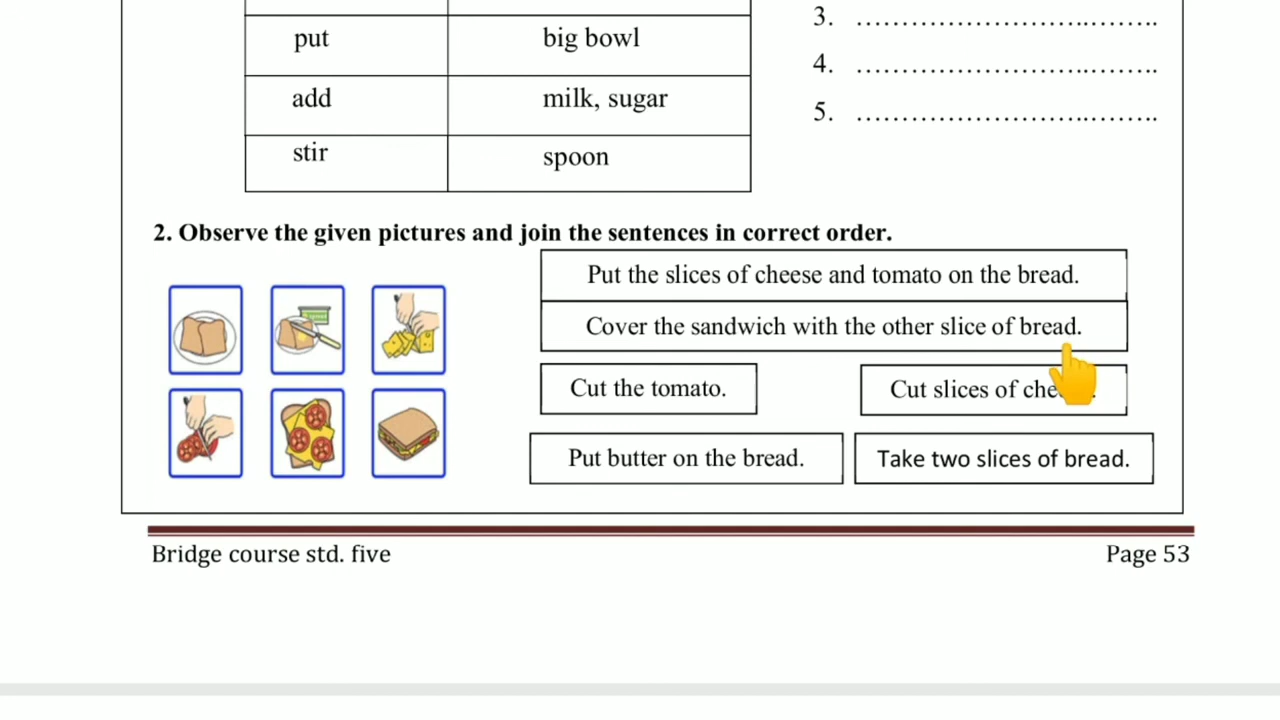 put big bowl
add milk, sugar
stir spoon
3. ……………………………..
4. ……………………………..
5. ……………………………..
2. Observe the given pictures and join the sentences in correct order.
Put the slices of cheese and tomato on the bread.
Cover the sandwich with the other slice of bread.
Cut the tomato.
Cut slices of
Put butter on the bread.
Take two slices of bread.
Bridge course std. five
Page 53